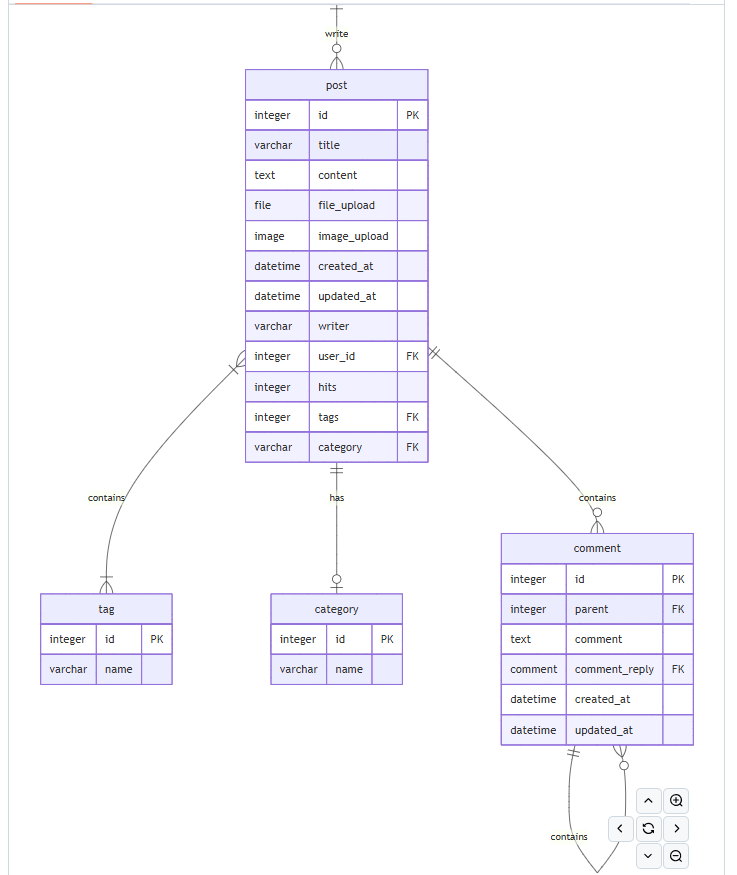 write
post
integer id PK
varchar title
text content
file file_upload
image image_upload
datetime created_at
datetime updated_at
varchar writer
integer user_id FK
integer hits
integer tags FK
varchar category FK
contains
has
contains
tag
integer id PK
varchar name
category
integer id PK
varchar name
comment
integer id PK
integer parent FK
text comment
comment comment_reply FK
datetime created_at
datetime updated_at
contains